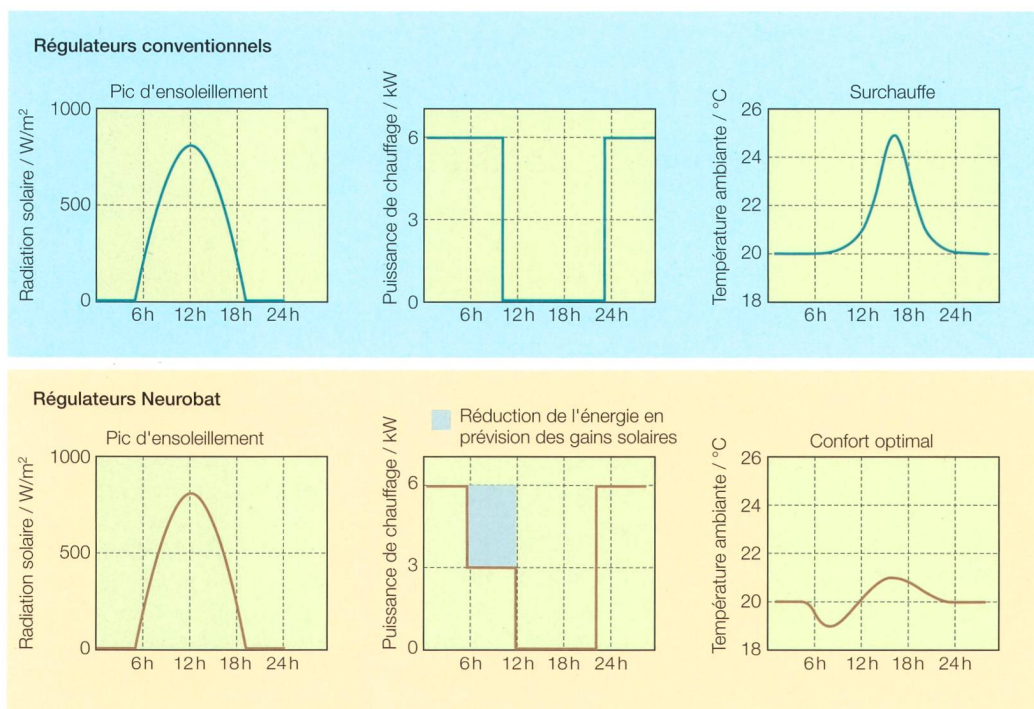 Régulateurs conventionnels
Pic d'ensoleillement
Radiation solaire / W/m²
1000
500
0
6h 12h 18h 24h
Puissance de chauffage / kW
6
3
0
6h 12h 18h 24h
Surchauffe
Température ambiante / °C
26
24
22
20
18
6h 12h 18h 24h
Régulateurs Neurobat
Pic d'ensoleillement
Radiation solaire / W/m²
1000
500
0
6h 12h 18h 24h
Réduction de l'énergie en
prévision des gains solaires
Puissance de chauffage / kW
6
3
0
6h 12h 18h 24h
Confort optimal
Température ambiante / °C
26
24
22
20
18
6h 12h 18h 24h